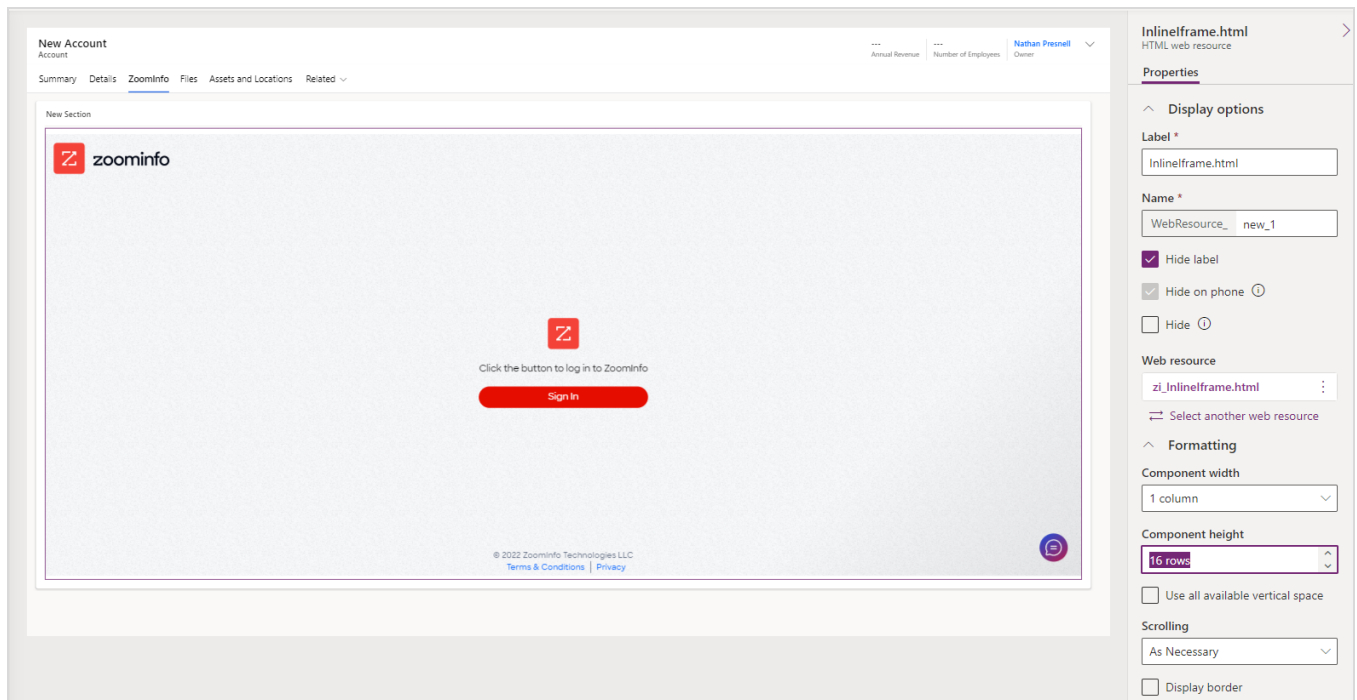 New Account
Account
---
Annual Revenue
---
Number of Employees
Nathan Presnell
Owner
Summary Details ZoomInfo Files Assets and Locations Related
New Section
zoominfo
Click the button to log in to ZoomInfo
Sign In
© 2022 ZoomInfo Technologies LLC
Terms & Conditions | Privacy
InlineIframe.html
HTML web resource
Properties
Display options
Label *
InlineIframe.html
Name *
WebResource_ new_1
Hide label
Hide on phone
Hide
Web resource
zi_InlineIframe.html
Select another web resource
Formatting
Component width
1 column
Component height
16 rows
Use all available vertical space
Scrolling
As Necessary
Display border